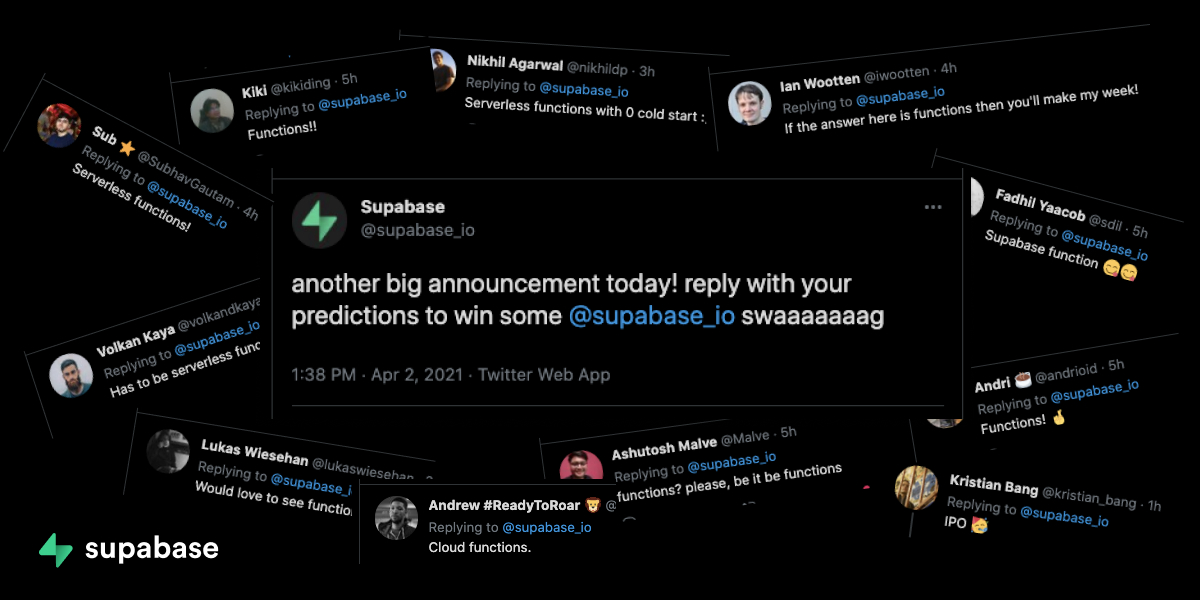 Kiki @kikiding · 5h
Replying to @supabase_io
Functions!!
Nikhil Agarwal @nikhildp · 3h
Replying to @supabase_io
Serverless functions with 0 cold start :
Ian Wootten @iwootten · 4h
Replying to @supabase_io
If the answer here is functions then you'll make my week!
Sub ⭐ @SubhavGautam · 4h
Replying to @supabase_io
Serverless functions!
Supabase
@supabase_io
another big announcement today! reply with your
predictions to win some @supabase_io swaaaaaaag
1:38 PM · Apr 2, 2021 · Twitter Web App
Fadhil Yaacob @sdil · 5h
Replying to @supabase_io
Supabase function 😋😋
Volkan Kaya @volkandkaya
Replying to @supabase_io
Has to be serverless func
Andri ☕ @andrioid · 5h
Replying to @supabase_io
Functions! 🤞
Lukas Wiesehan @lukaswiesehan
Replying to @supabase_i
Would love to see functio
Ashutosh Malve @Malve · 5h
Replying to @supabase_io
functions? please, be it be functions
Andrew #ReadyToRoar 🦁 @
Replying to @supabase_io
Cloud functions.
Kristian Bang @kristian_bang · 1h
Replying to @supabase_io
IPO 🥳
supabase